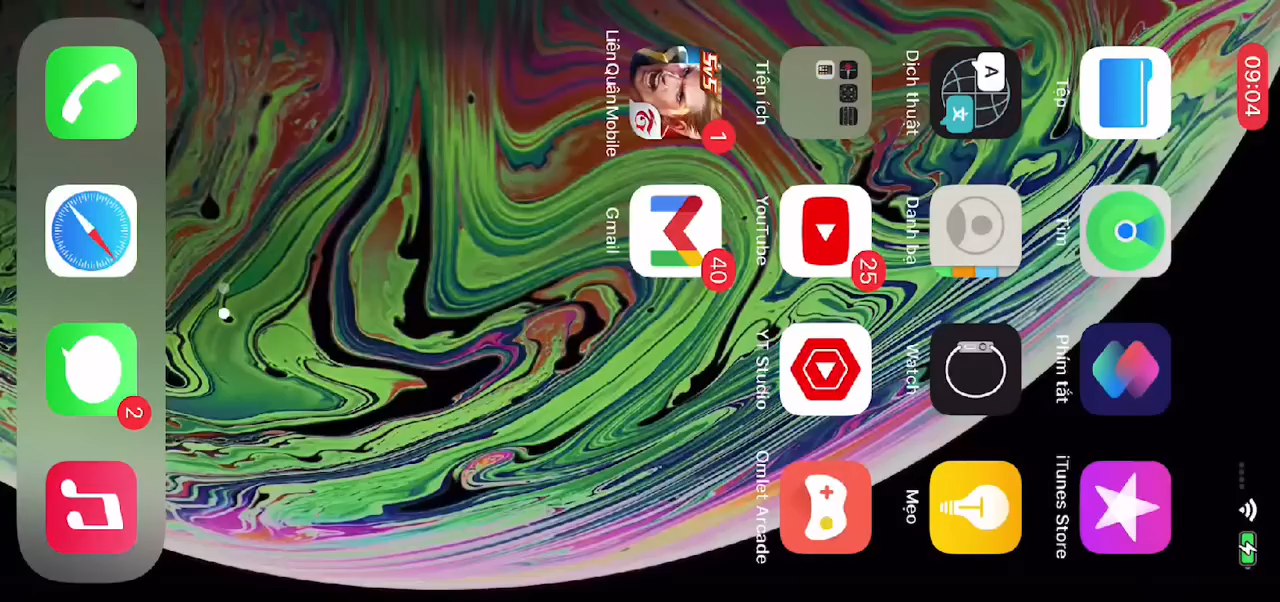 09:04
Tệp
Tìm
Phím tắt
iTunes Store
Dịch thuật
Danh bạ
Watch
Mẹo
Tiện ích
YouTube
25
YT Studio
Omlet Arcade
5v5
1
Liên Quân Mobile
40
Gmail
2
A
文